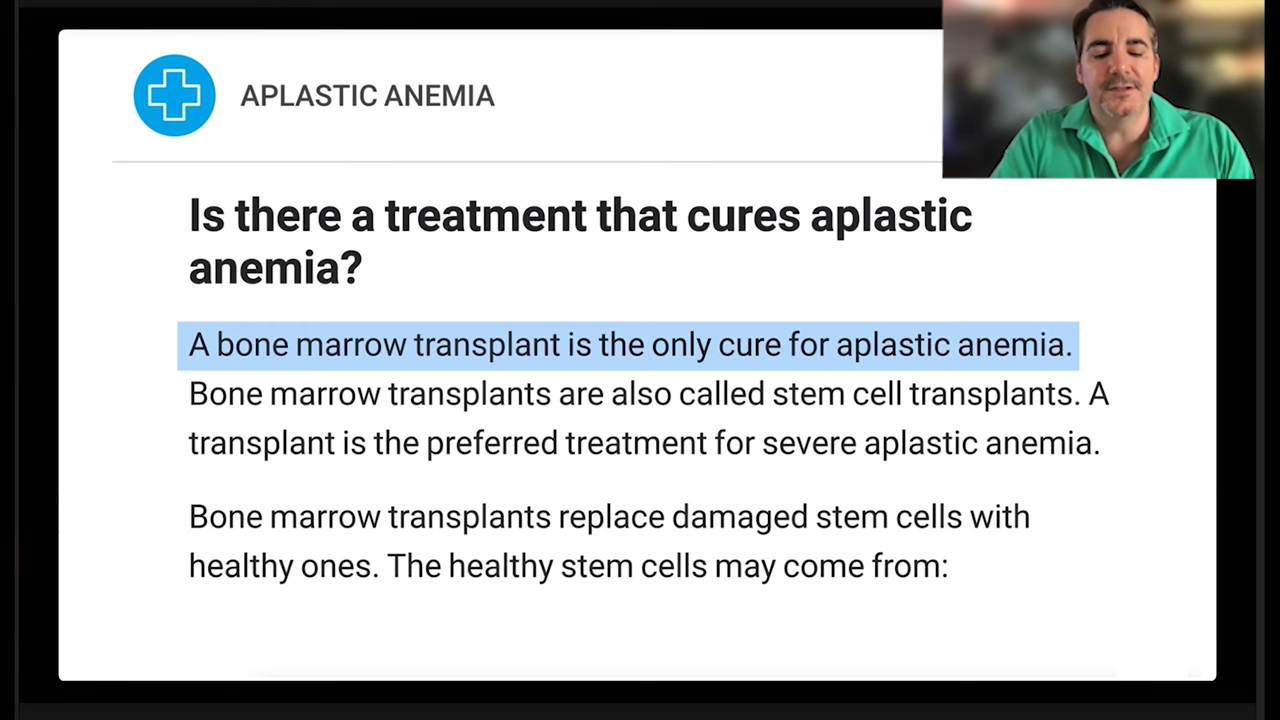 APLASTIC ANEMIA
Is there a treatment that cures aplastic
anemia?
A bone marrow transplant is the only cure for aplastic anemia.
Bone marrow transplants are also called stem cell transplants. A
transplant is the preferred treatment for severe aplastic anemia.
Bone marrow transplants replace damaged stem cells with
healthy ones. The healthy stem cells may come from: